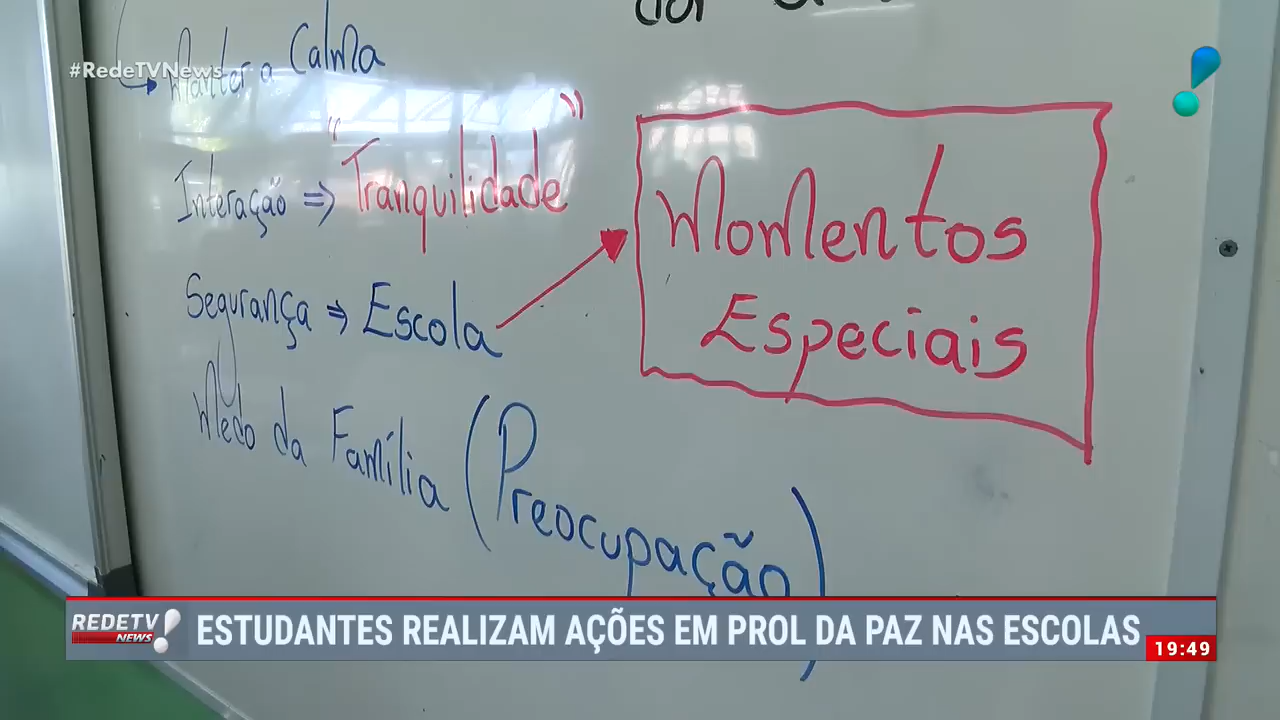 Manter a Calma
#RedeTVNews
Interação ⇒ "Tranquilidade"
Segurança ⇒ Escola
Momentos
Especiais
Medo da Família (Preocupação)
REDETV!
NEWS
ESTUDANTES REALIZAM AÇÕES EM PROL DA PAZ NAS ESCOLAS
19:49